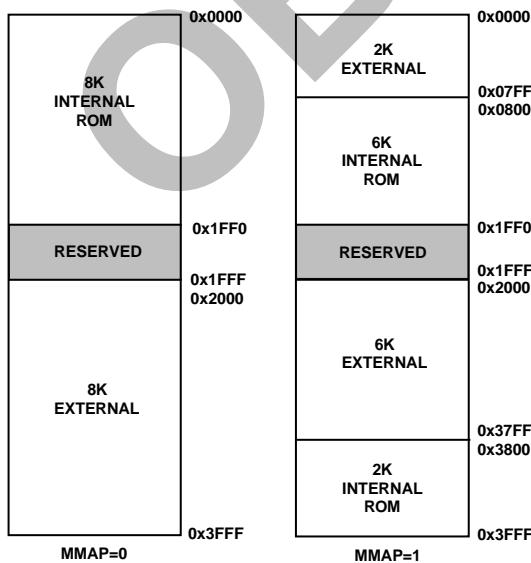 0x0000
8K
INTERNAL
ROM
0x1FF0
RESERVED
0x1FFF
0x2000
8K
EXTERNAL
0x3FFF
MMAP=0
0x0000
2K
EXTERNAL
0x07FF
0x0800
6K
INTERNAL
ROM
0x1FF0
RESERVED
0x1FFF
0x2000
6K
EXTERNAL
0x37FF
0x3800
2K
INTERNAL
ROM
0x3FFF
MMAP=1